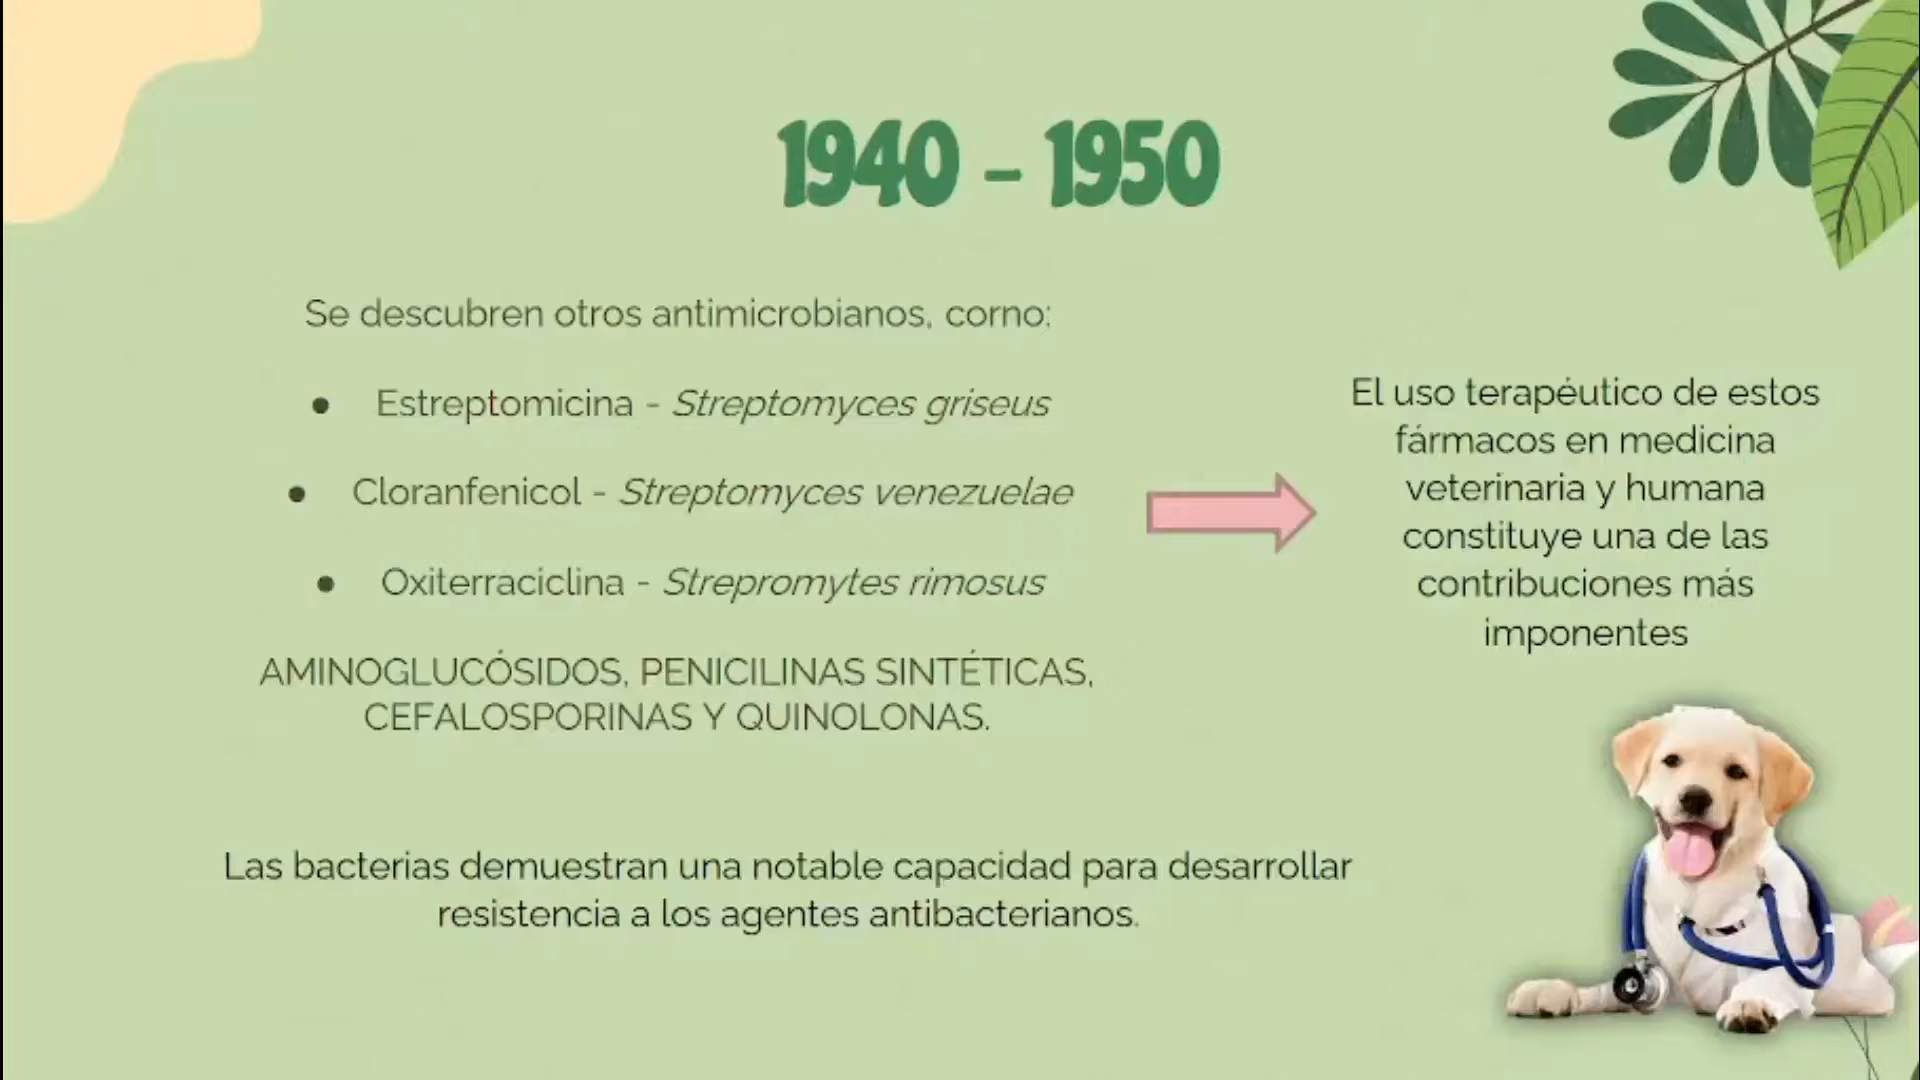 1940 - 1950
Se descubren otros antimicrobianos, corno:
● Estreptomicina - Streptomyces griseus
● Cloranfenicol - Streptomyces venezuelae
● Oxiterraciclina - Strepromytes rimosus
AMINOGLUCÓSIDOS, PENICILINAS SINTÉTICAS,
CEFALOSPORINAS Y QUINOLONAS.
El uso terapéutico de estos
fármacos en medicina
veterinaria y humana
constituye una de las
contribuciones más
imponentes
Las bacterias demuestran una notable capacidad para desarrollar
resistencia a los agentes antibacterianos.